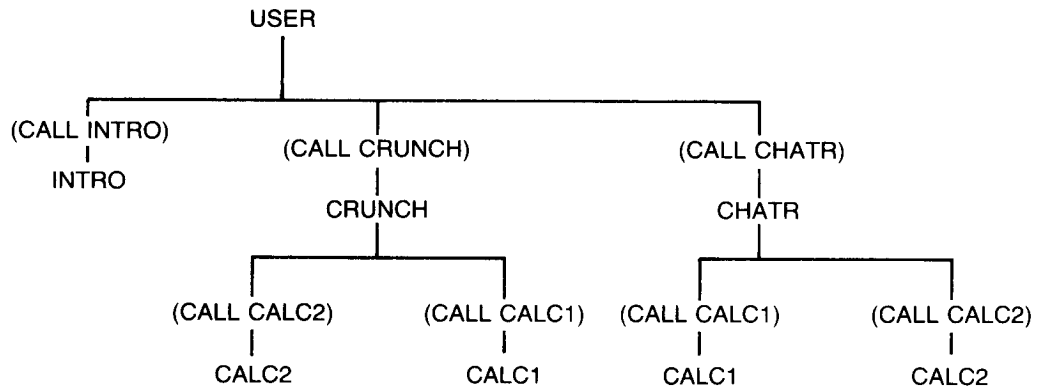 USER
(CALL INTRO)
INTRO
(CALL CRUNCH)
CRUNCH
(CALL CHATR)
CHATR
(CALL CALC2)
CALC2
(CALL CALC1)
CALC1
(CALL CALC1)
CALC1
(CALL CALC2)
CALC2